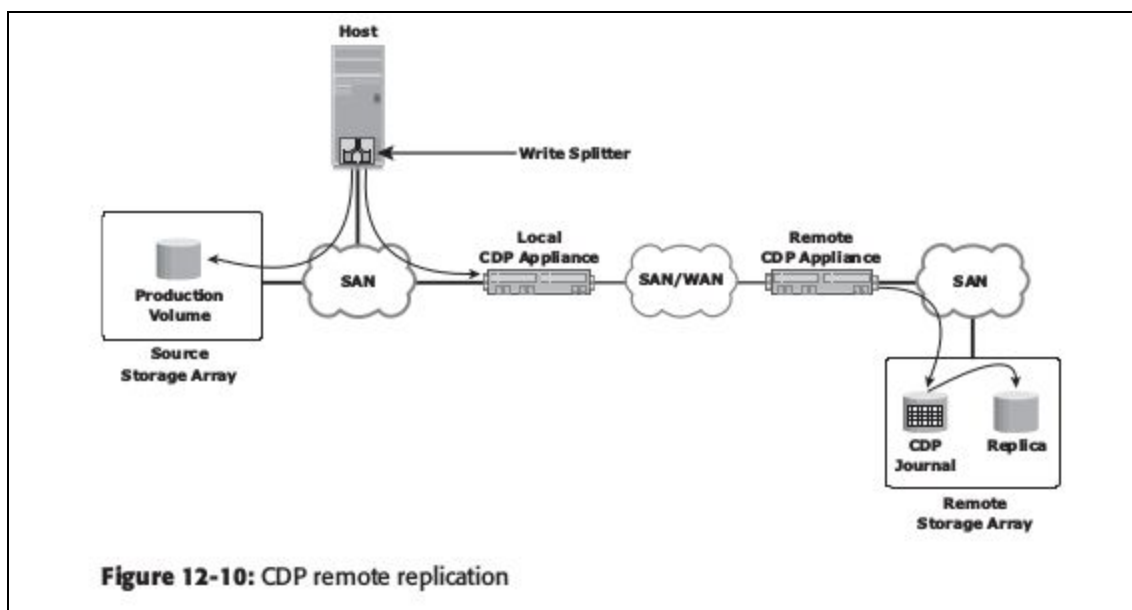 Host
Write Splitter
Local
CDP Appliance
Remote
CDP Appliance
SAN
SAN/WAN
SAN
Production
Volume
Source
Storage Array
CDP
Journal
Replica
Remote
Storage Array
Figure 12-10: CDP remote replication